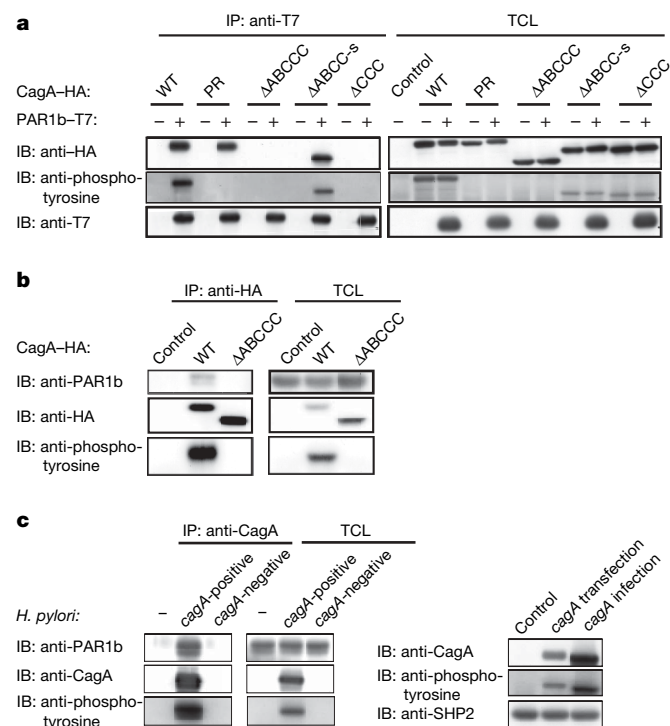 a
IP: anti-T7
TCL
CagA–HA:
WT
PR
ΔABCCC
ΔABCC-s
ΔCCC
Control
WT
PR
ΔABCCC
ΔABCC-s
ΔCCC
PAR1b–T7:
– + – + – + – + – +
– – + – + – + – + – +
IB: anti–HA
IB: anti-phospho-
tyrosine
IB: anti-T7
b
IP: anti-HA
TCL
CagA–HA:
Control
WT
ΔABCCC
Control
WT
ΔABCCC
IB: anti-PAR1b
IB: anti-HA
IB: anti-phospho-
tyrosine
c
IP: anti-CagA
TCL
H. pylori:
–
cagA-positive
cagA-negative
–
cagA-positive
cagA-negative
IB: anti-PAR1b
IB: anti-CagA
IB: anti-phospho-
tyrosine
Control
cagA transfection
cagA infection
IB: anti-CagA
IB: anti-phospho-
tyrosine
IB: anti-SHP2